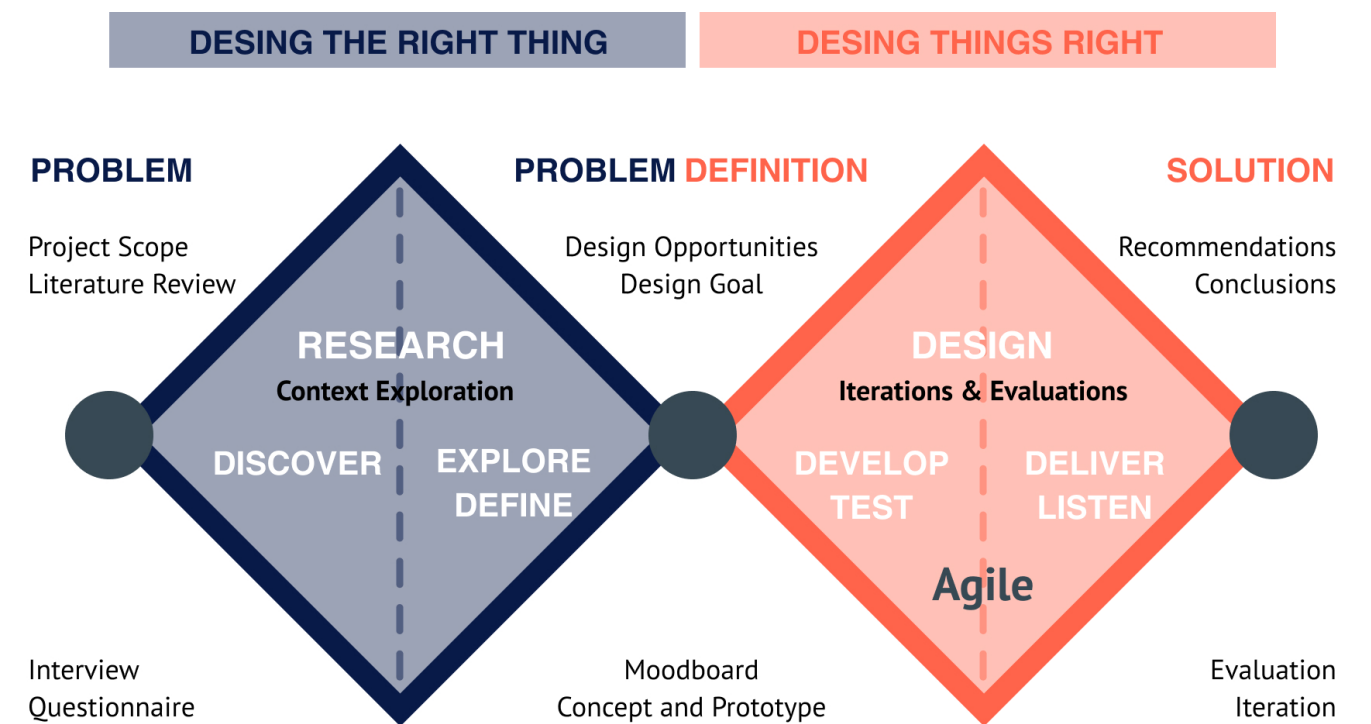 DESING THE RIGHT THING
DESING THINGS RIGHT
PROBLEM
PROBLEM DEFINITION
SOLUTION
Project Scope
Literature Review
Design Opportunities
Design Goal
Recommendations
Conclusions
RESEARCH
Context Exploration
DISCOVER
EXPLORE
DEFINE
DESIGN
Iterations & Evaluations
DEVELOP
TEST
DELIVER
LISTEN
Agile
Interview
Questionnaire
Moodboard
Concept and Prototype
Evaluation
Iteration